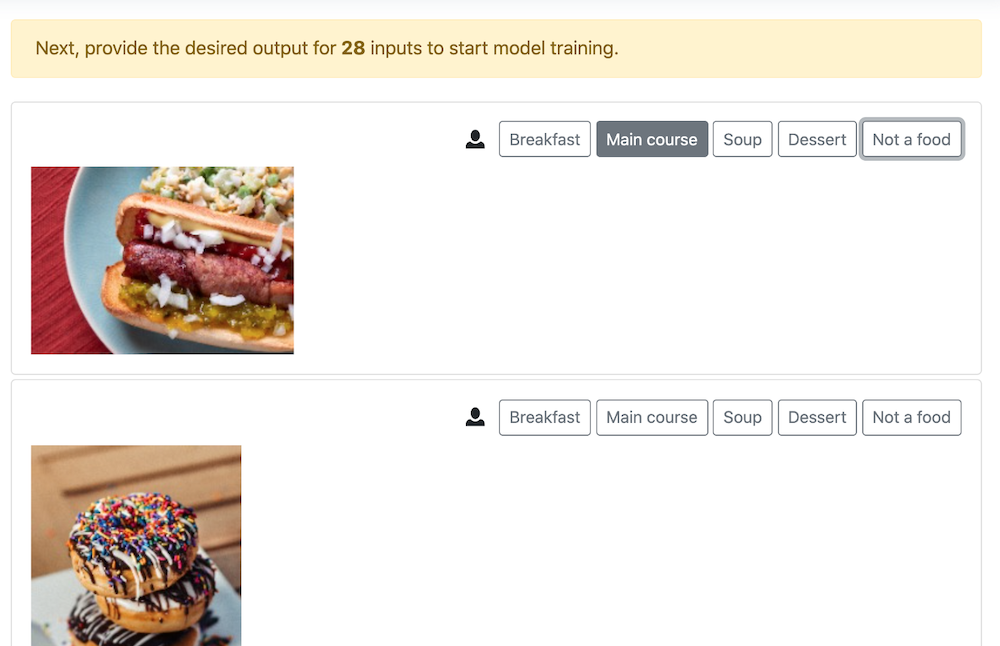 Next, provide the desired output for 28 inputs to start model training.
Breakfast Main course Soup Dessert Not a food
Breakfast Main course Soup Dessert Not a food